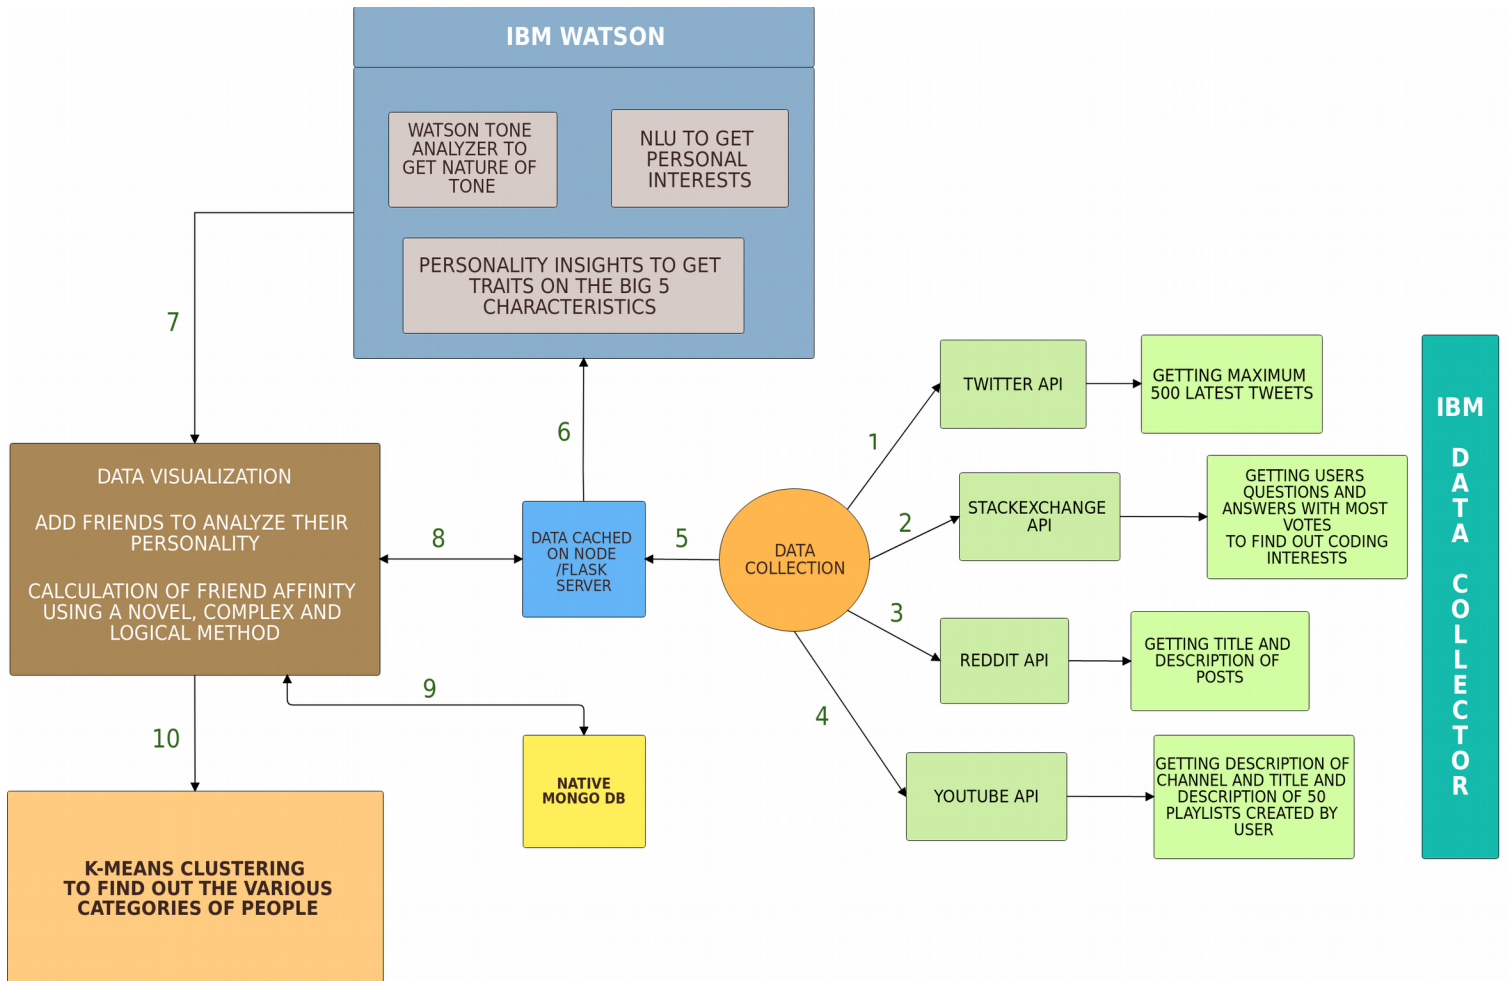 IBM WATSON
WATSON TONE
ANALYZER TO
GET NATURE OF
TONE
NLU TO GET
PERSONAL
INTERESTS
PERSONALITY INSIGHTS TO GET
TRAITS ON THE BIG 5
CHARACTERISTICS
7
6
1
TWITTER API
GETTING MAXIMUM
500 LATEST TWEETS
2
STACKEXCHANGE
API
GETTING USERS
QUESTIONS AND
ANSWERS WITH MOST
VOTES
TO FIND OUT CODING
INTERESTS
DATA VISUALIZATION
ADD FRIENDS TO ANALYZE THEIR
PERSONALITY
CALCULATION OF FRIEND AFFINITY
USING A NOVEL, COMPLEX AND
LOGICAL METHOD
8
DATA CACHED
ON NODE
/FLASK
SERVER
5
DATA
COLLECTION
3
REDDIT API
GETTING TITLE AND
DESCRIPTION OF
POSTS
4
YOUTUBE API
GETTING DESCRIPTION OF
CHANNEL AND TITLE AND
DESCRIPTION OF 50
PLAYLISTS CREATED BY
USER
IBM
D
A
T
A
C
O
L
L
E
C
T
O
R
9
NATIVE
MONGO DB
10
K-MEANS CLUSTERING
TO FIND OUT THE VARIOUS
CATEGORIES OF PEOPLE